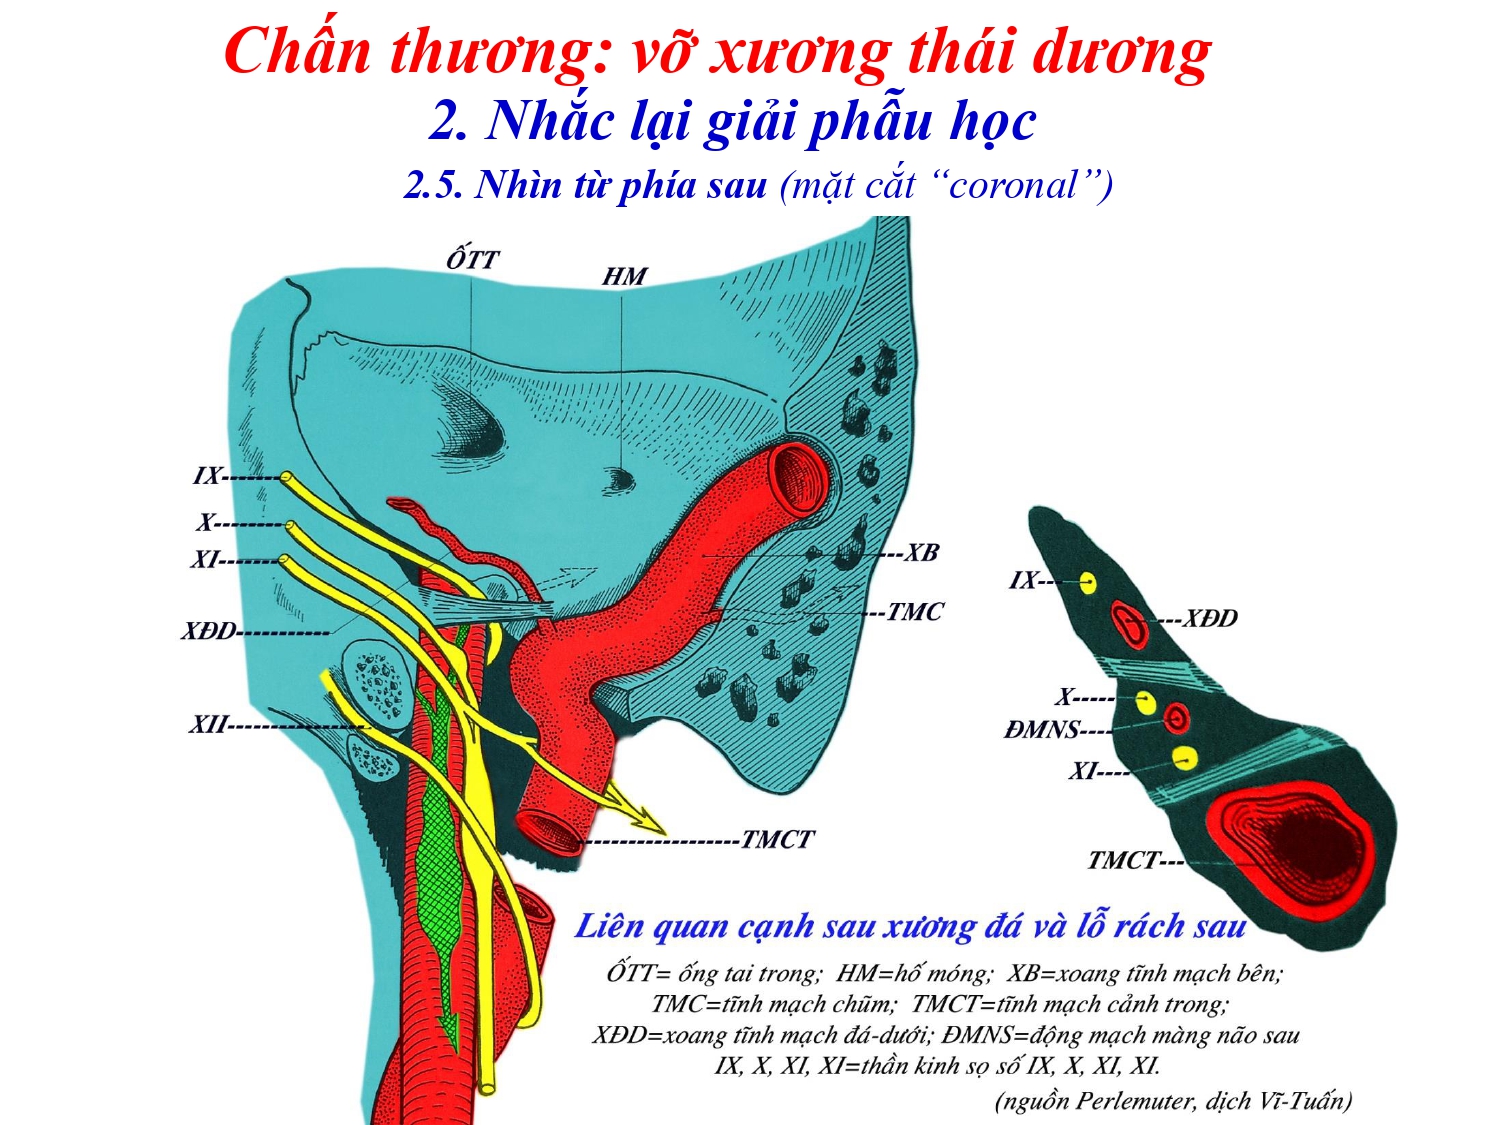 Chấn thương: vỡ xương thái dương
2. Nhắc lại giải phẫu học
2.5. Nhìn từ phía sau (mặt cắt “coronal”)
ỐTT
HM
IX
X
XI
XĐD
XII
XB
TMC
TMCT
IX
XĐD
X
ĐMNS
XI
TMCT
Liên quan cạnh sau xương đá và lỗ rách sau
ỐTT= ống tai trong; HM=hố móng; XB=xoang tĩnh mạch bên;
TMC=tĩnh mạch chũm; TMCT=tĩnh mạch cảnh trong;
XĐD=xoang tĩnh mạch đá-dưới; ĐMNS=động mạch màng não sau
IX, X, XI, XI=thần kinh sọ số IX, X, XI, XI.
(nguồn Perlemuter, dịch Vĩ-Tuấn)